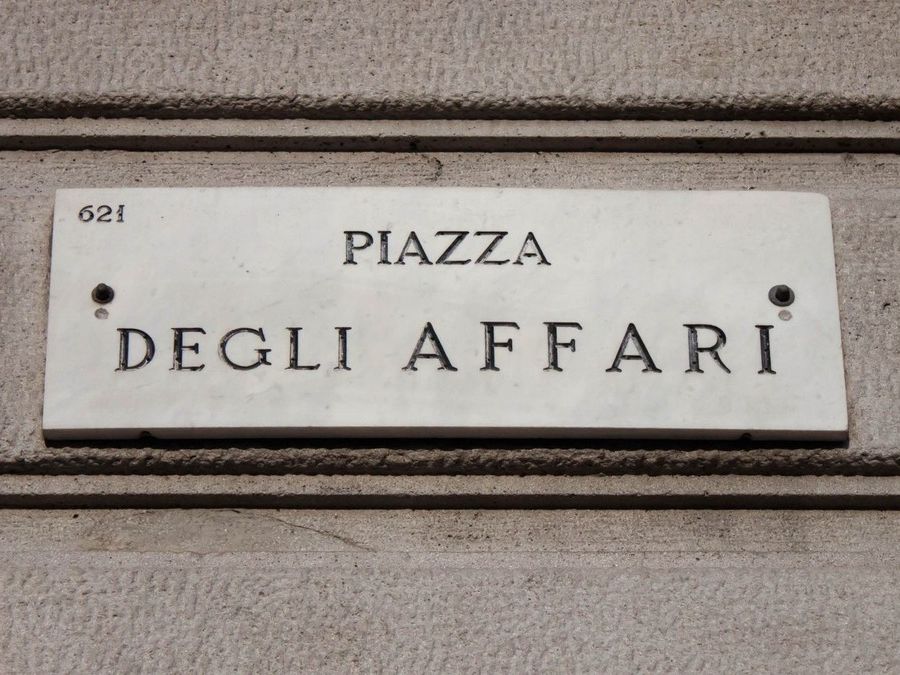 621
PIAZZA
DEGLI AFFARI